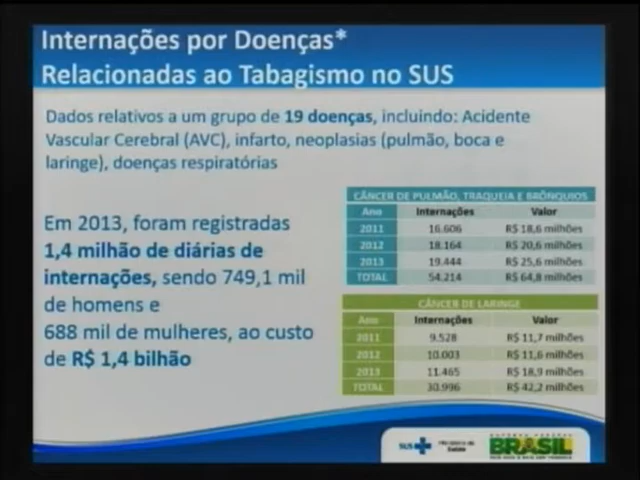 Internações por Doenças*
Relacionadas ao Tabagismo no SUS
Dados relativos a um grupo de 19 doenças, incluindo: Acidente
Vascular Cerebral (AVC), infarto, neoplasias (pulmão, boca e
laringe), doenças respiratórias
Em 2013, foram registradas
1,4 milhão de diárias de
internações, sendo 749,1 mil
de homens e
688 mil de mulheres, ao custo
de R$ 1,4 bilhão
CÂNCER DE PULMÃO, TRAQUEIA E BRÔNQUIOS
Ano Internações Valor
2011 16.606 R$ 18,6 milhões
2012 18.164 R$ 20,6 milhões
2013 19.444 R$ 25,6 milhões
TOTAL 54.214 R$ 64,8 milhões
CÂNCER DE LARINGE
Ano Internações Valor
2011 9.528 R$ 11,7 milhões
2012 10.003 R$ 11,6 milhões
2013 11.465 R$ 18,9 milhões
TOTAL 30.996 R$ 42,2 milhões
SUS
Saúde
BRASIL